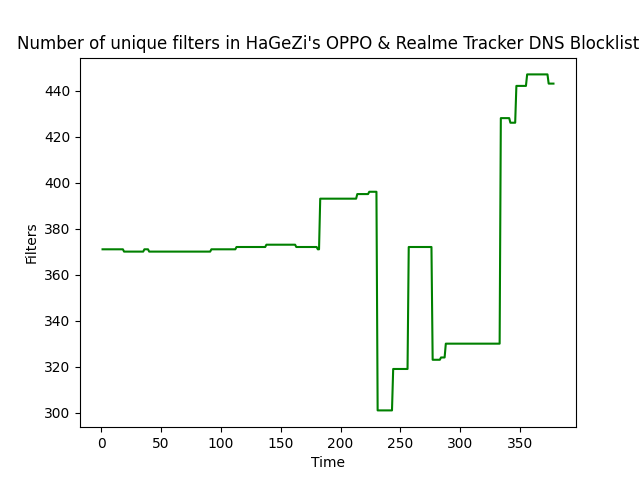 Number of unique filters in HaGeZi's OPPO & Realme Tracker DNS Blocklist
440
420
400
380
360
340
320
300
Filters
0 50 100 150 200 250 300 350
Time